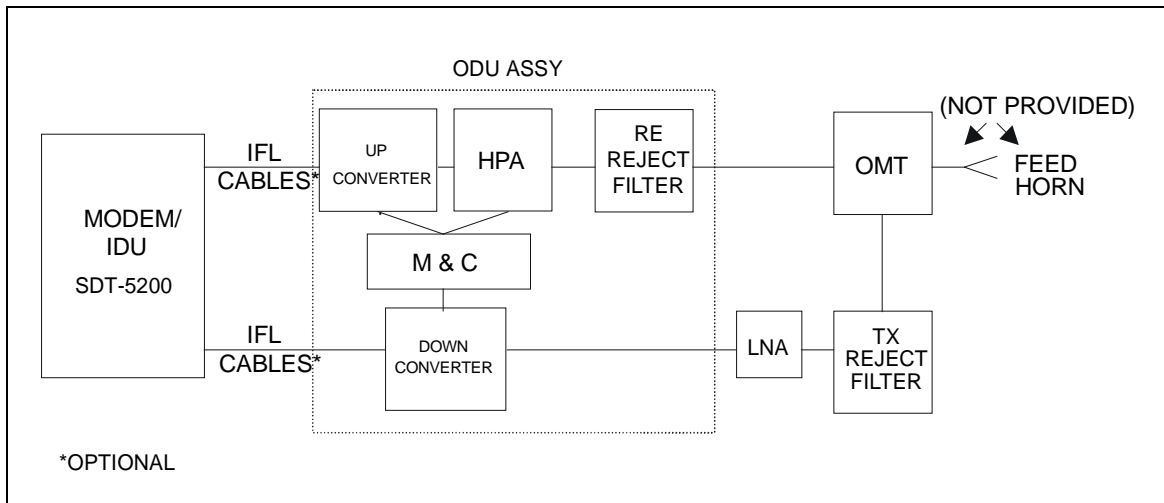 ODU ASSY
(NOT PROVIDED)
MODEM/
IDU
SDT-5200
IFL
CABLES*
UP
CONVERTER
HPA
RE
REJECT
FILTER
OMT
FEED
HORN
M & C
IFL
CABLES*
DOWN
CONVERTER
LNA
TX
REJECT
FILTER
*OPTIONAL